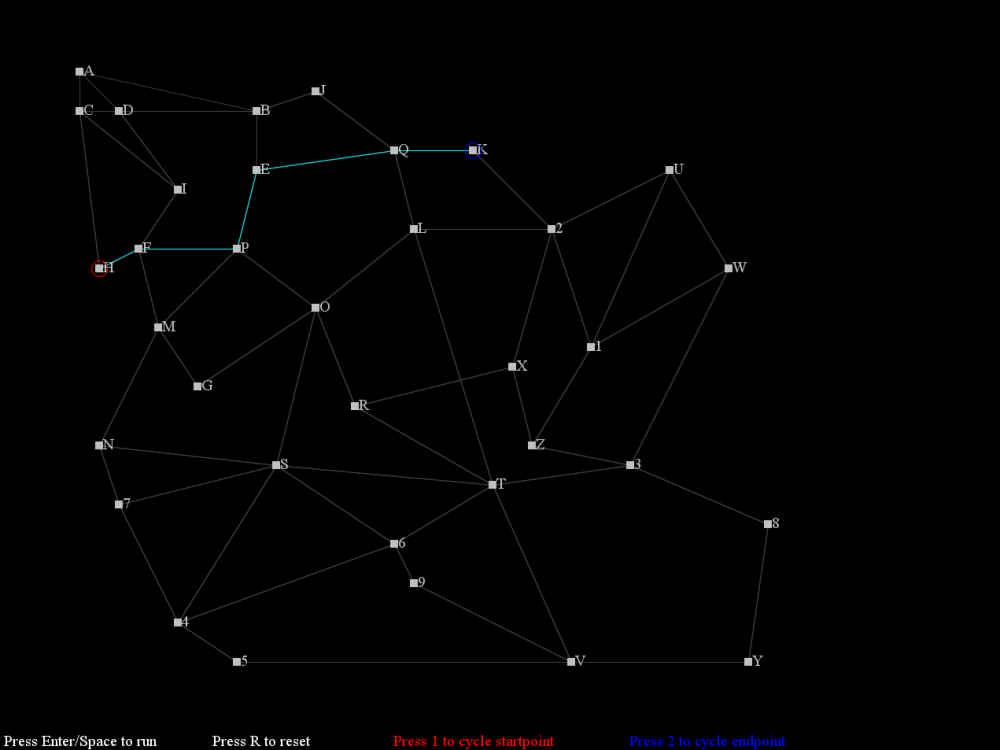 A
J
C
D
B
Q
K
E
U
I
L
2
F
P
H
W
O
M
1
X
G
R
N
Z
S
3
T
7
8
6
9
4
5
V
Y
Press Enter/Space to run
Press R to reset
Press 1 to cycle startpoint
Press 2 to cycle endpoint